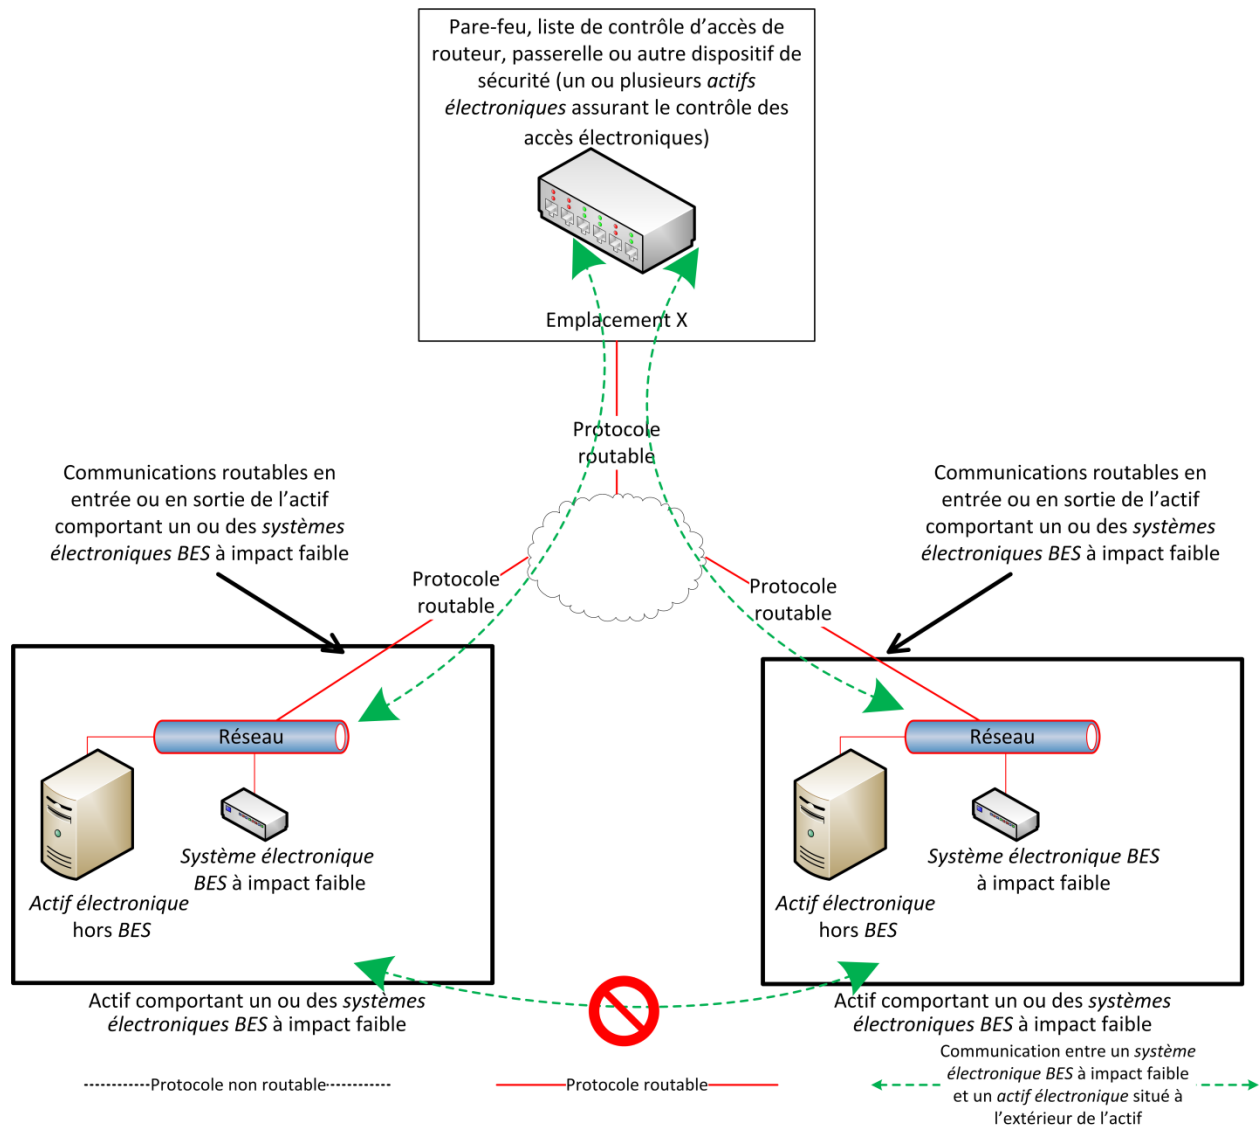 Pare-feu, liste de contrôle d’accès de
routeur, passerelle ou autre dispositif de
sécurité (un ou plusieurs actifs
électroniques assurant le contrôle des
accès électroniques)
Emplacement X
Protocole
routable
Communications routables en
entrée ou en sortie de l’actif
comportant un ou des systèmes
électroniques BES à impact faible
Communications routables en
entrée ou en sortie de l’actif
comportant un ou des systèmes
électroniques BES à impact faible
Protocole
routable
Protocole
routable
Réseau
Système électronique
BES à impact faible
Actif électronique
hors BES
Réseau
Système électronique BES
à impact faible
Actif électronique
hors BES
Actif comportant un ou des systèmes
électroniques BES à impact faible
Actif comportant un ou des systèmes
électroniques BES à impact faible
Protocole non routable
Protocole routable
Communication entre un système
électronique BES à impact faible
et un actif électronique situé à
l’extérieur de l’actif